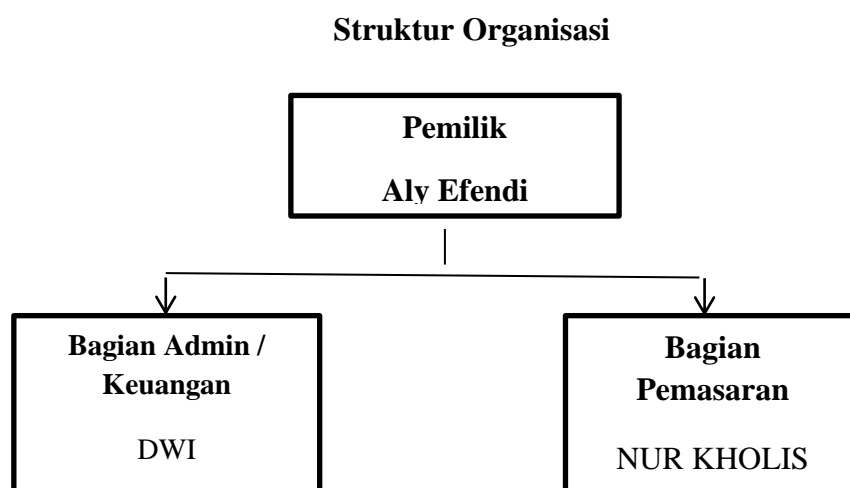 Struktur Organisasi
Pemilik
Aly Efendi
Bagian Admin /
Keuangan
DWI
Bagian
Pemasaran
NUR KHOLIS